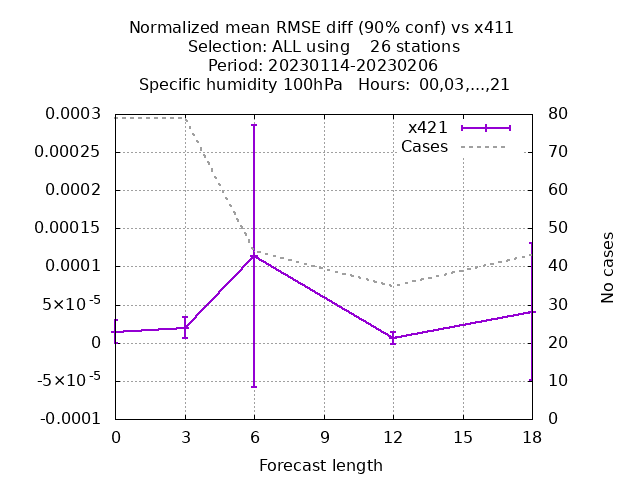 Normalized mean RMSE diff (90% conf) vs x411
Selection: ALL using    26 stations
Period: 20230114-20230206
Specific humidity 100hPa   Hours:  00,03,...,21
0.0003
0.00025
0.0002
0.00015
0.0001
5×10⁻⁵
0
-5×10⁻⁵
-0.0001
x421
Cases
80
70
60
50
40
30
20
10
0
No cases
0 3 6 9 12 15 18
Forecast length